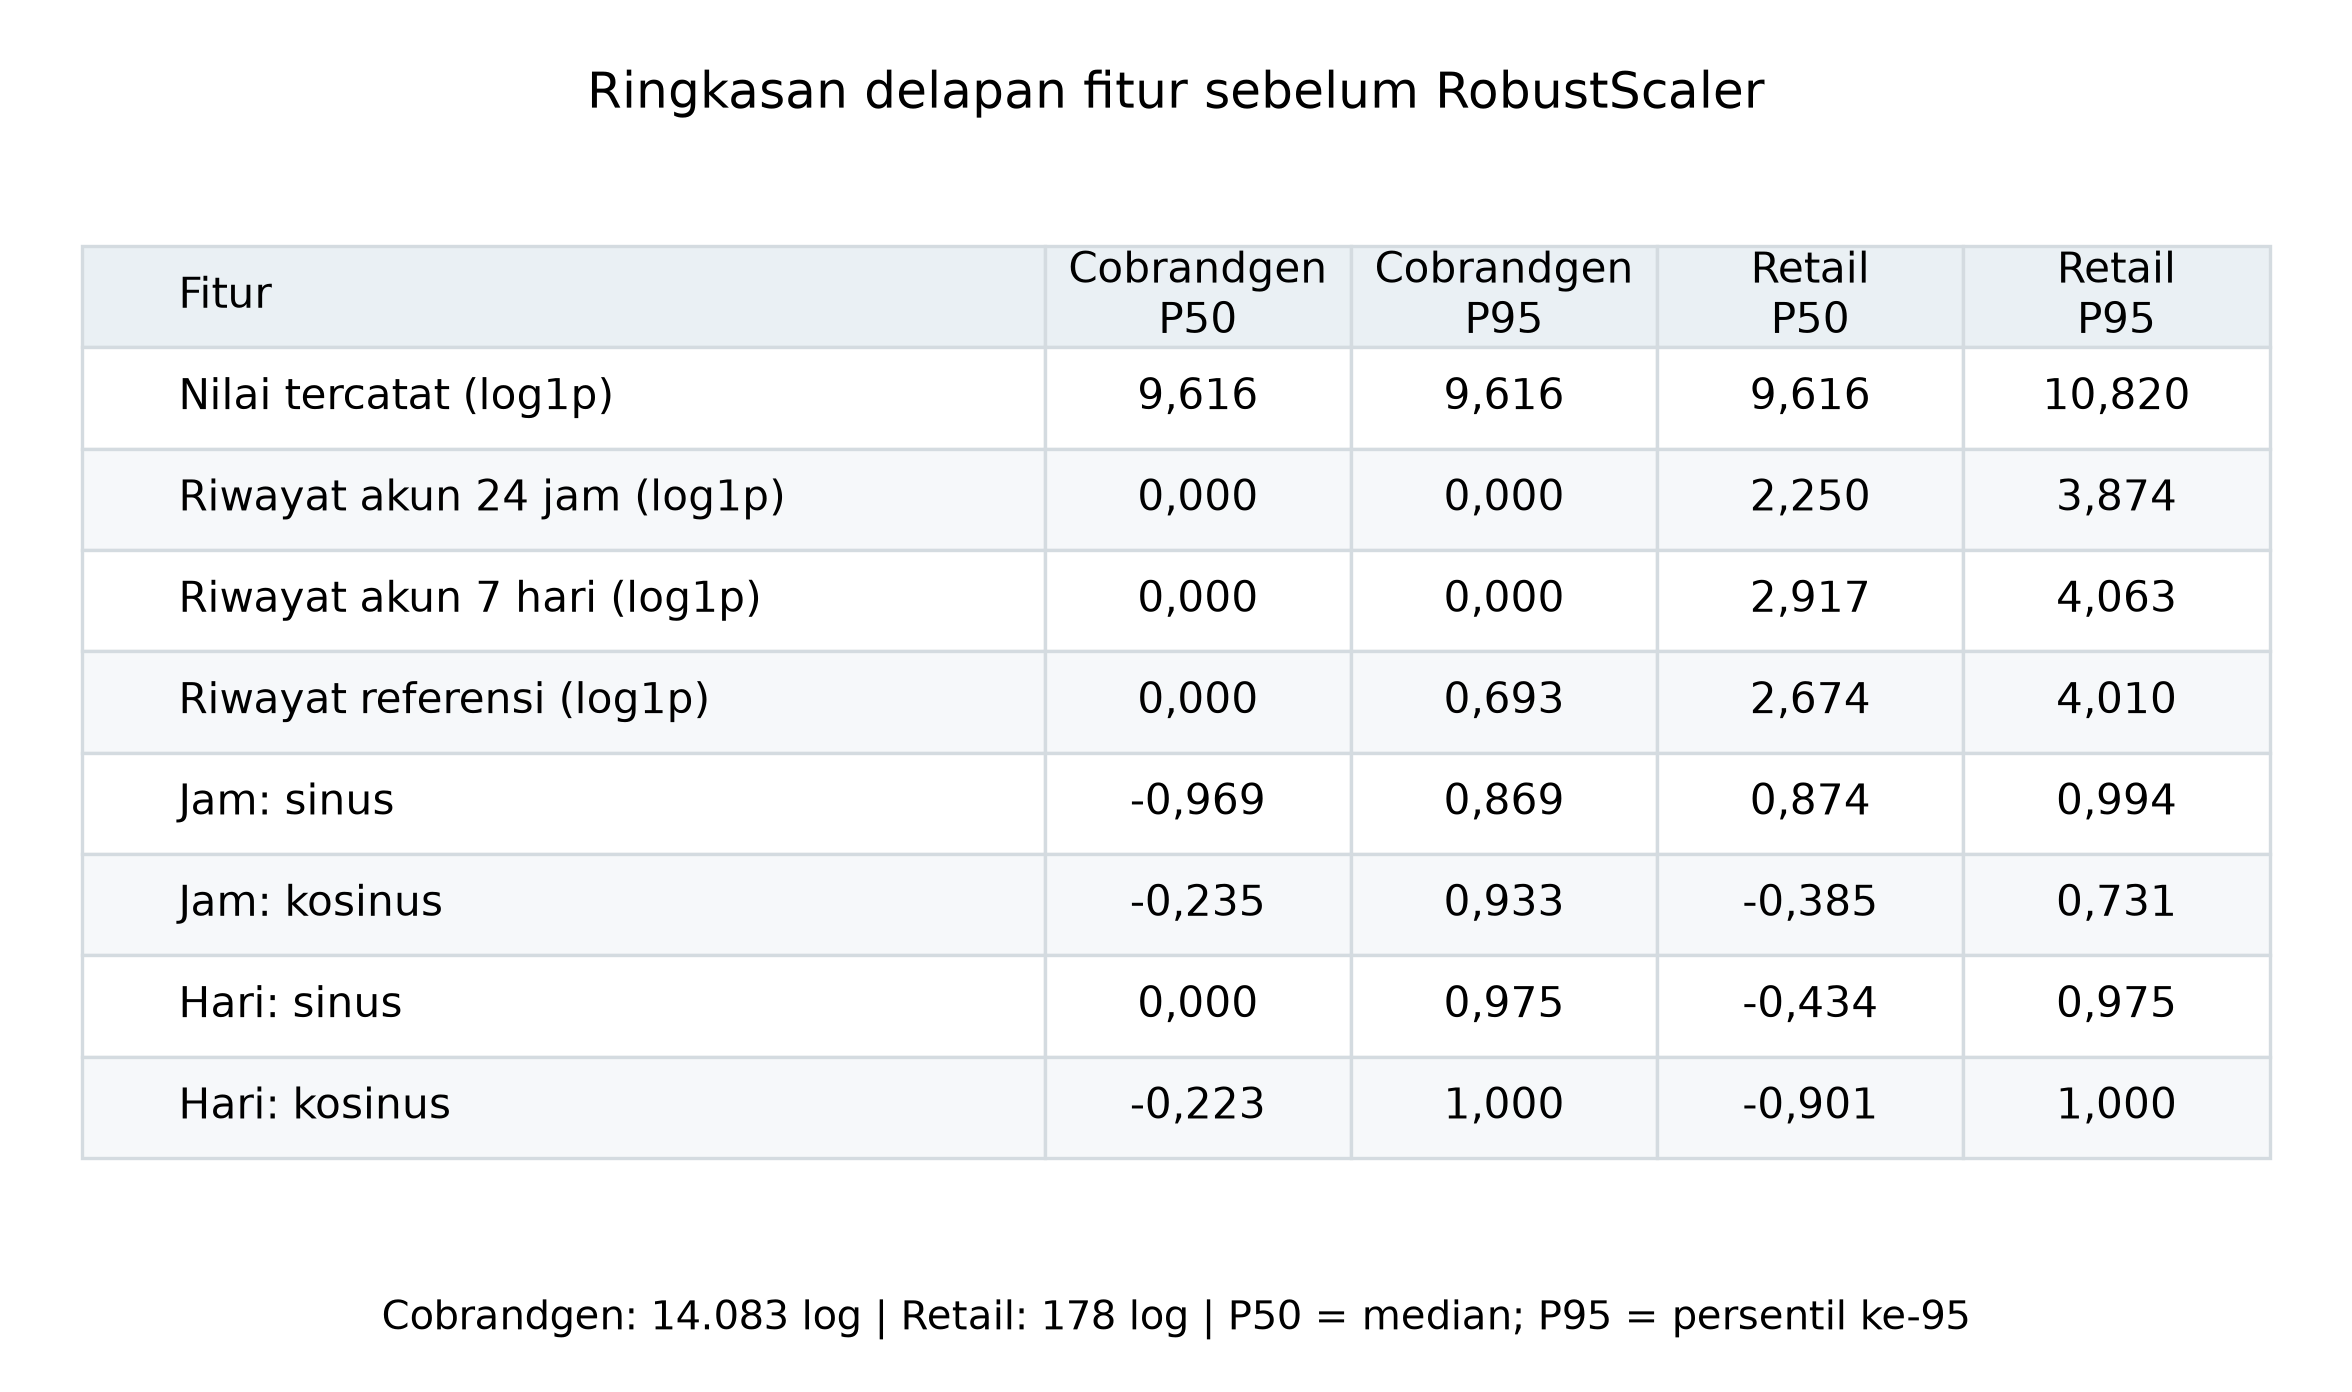 Ringkasan delapan fitur sebelum RobustScaler
Fitur Cobrandgen P50 Cobrandgen P95 Retail P50 Retail P95
Nilai tercatat (log1p) 9,616 9,616 9,616 10,820
Riwayat akun 24 jam (log1p) 0,000 0,000 2,250 3,874
Riwayat akun 7 hari (log1p) 0,000 0,000 2,917 4,063
Riwayat referensi (log1p) 0,000 0,693 2,674 4,010
Jam: sinus -0,969 0,869 0,874 0,994
Jam: kosinus -0,235 0,933 -0,385 0,731
Hari: sinus 0,000 0,975 -0,434 0,975
Hari: kosinus -0,223 1,000 -0,901 1,000
Cobrandgen: 14.083 log | Retail: 178 log | P50 = median; P95 = persentil ke-95